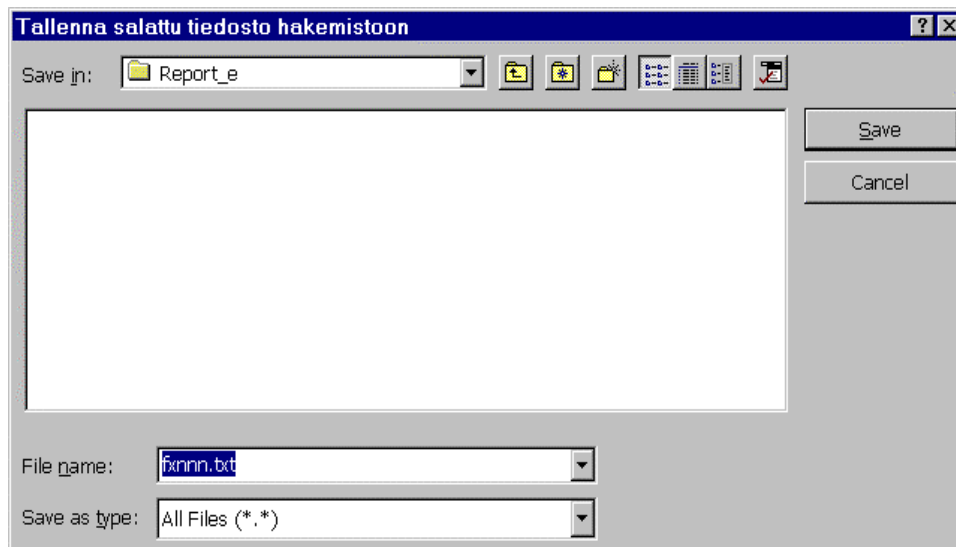 Tallenna salattu tiedosto hakemistoon
Save in: Report_e
Save
Cancel
File name: fxnnn.txt
Save as type: All Files (*.*)